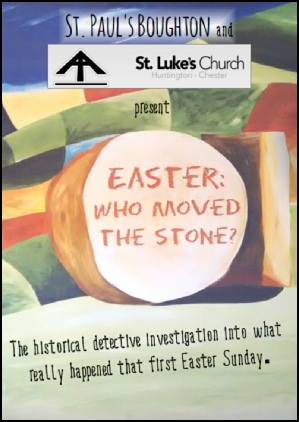 ST. PAUL'S BOUGHTON and
St. Luke's Church
Huntington - Chester
present
EASTER:
WHO MOVED
THE STONE?
The historical detective investigation into what
really happened that first Easter Sunday.